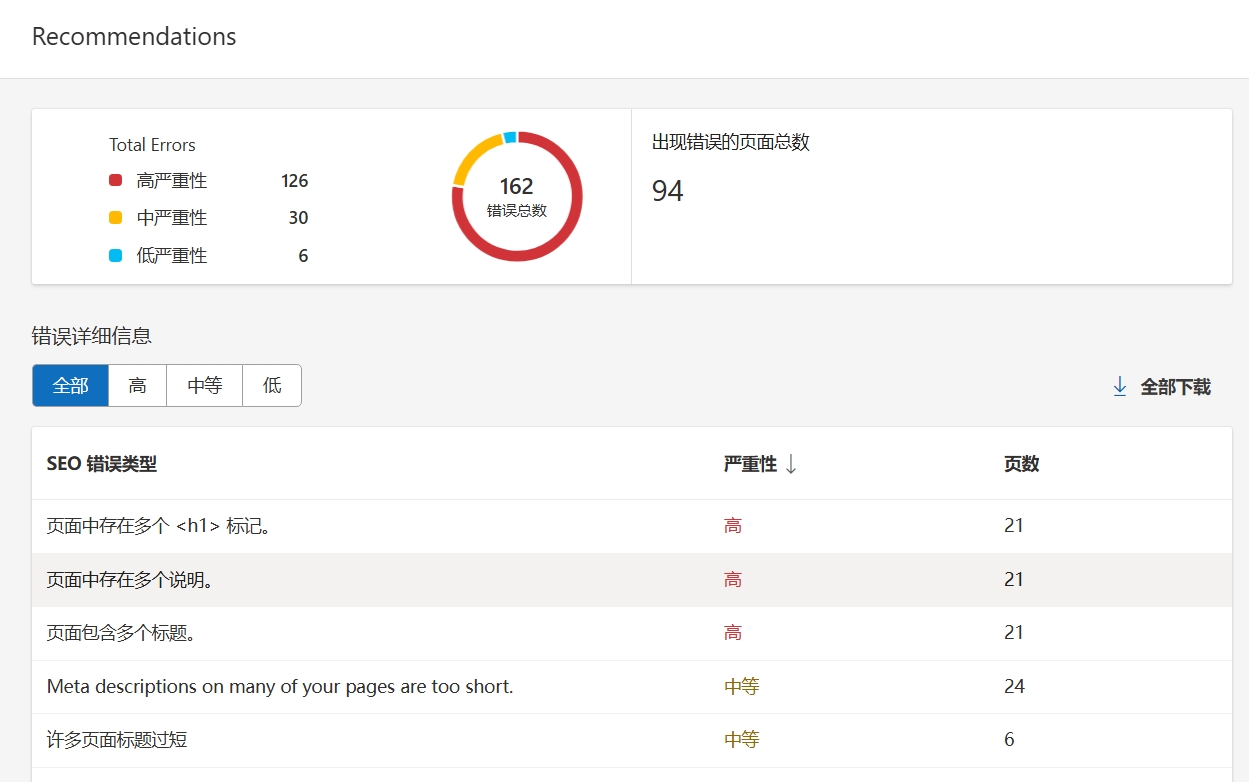 Recommendations
Total Errors
高严重性 126
中严重性 30
低严重性 6
162
错误总数
出现错误的页面总数
94
错误详细信息
全部 高 中等 低
全部下载
SEO 错误类型 严重性 页数
页面中存在多个 <h1> 标记。 高 21
页面中存在多个说明。 高 21
页面包含多个标题。 高 21
Meta descriptions on many of your pages are too short. 中等 24
许多页面标题过短 中等 6